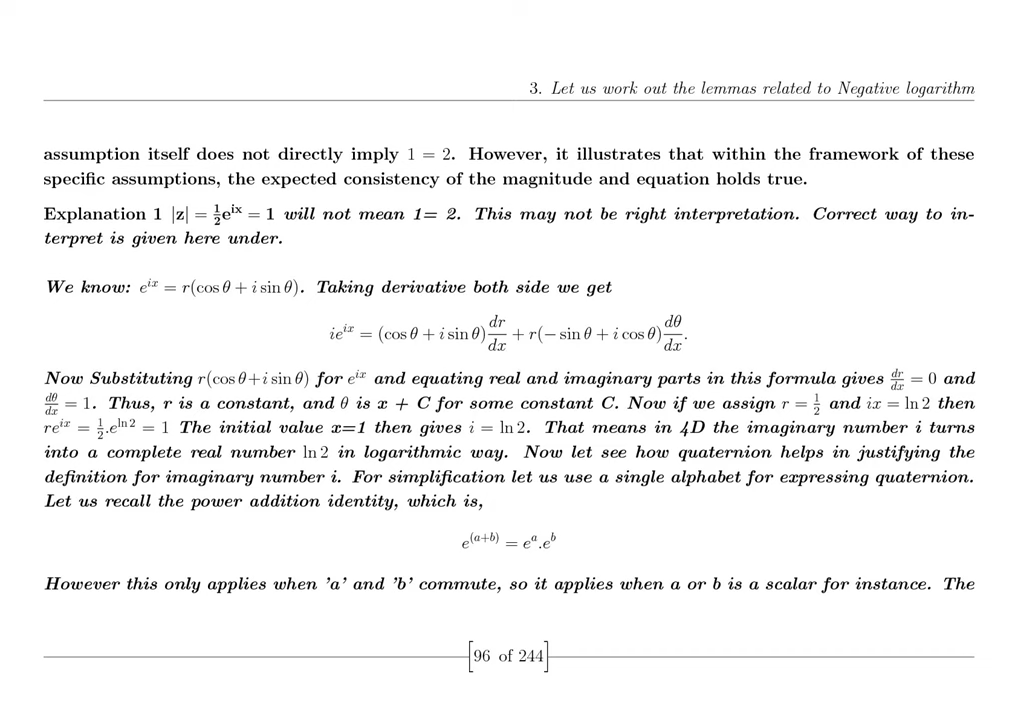 3. Let us work out the lemmas related to Negative logarithm
assumption itself does not directly imply 1 = 2. However, it illustrates that within the framework of these
specific assumptions, the expected consistency of the magnitude and equation holds true.
Explanation 1 |z| = ½e^{ix} = 1 will not mean 1= 2. This may not be right interpretation. Correct way to in-
terpret is given here under.
We know: e^{ix} = r(cos θ + i sin θ). Taking derivative both side we get
ie^{ix} = (cos θ + i sin θ) dr/dx + r(− sin θ + i cos θ) dθ/dx.
Now Substituting r(cos θ+i sin θ) for e^{ix} and equating real and imaginary parts in this formula gives dr/dx = 0 and
dθ/dx = 1. Thus, r is a constant, and θ is x + C for some constant C. Now if we assign r = ½ and ix = ln 2 then
re^{ix} = ½.e^{ln 2} = 1 The initial value x=1 then gives i = ln 2. That means in 4D the imaginary number i turns
into a complete real number ln 2 in logarithmic way. Now let see how quaternion helps in justifying the
definition for imaginary number i. For simplification let us use a single alphabet for expressing quaternion.
Let us recall the power addition identity, which is,
e^{(a+b)} = e^a.e^b
However this only applies when 'a' and 'b' commute, so it applies when a or b is a scalar for instance. The
[96 of 244]